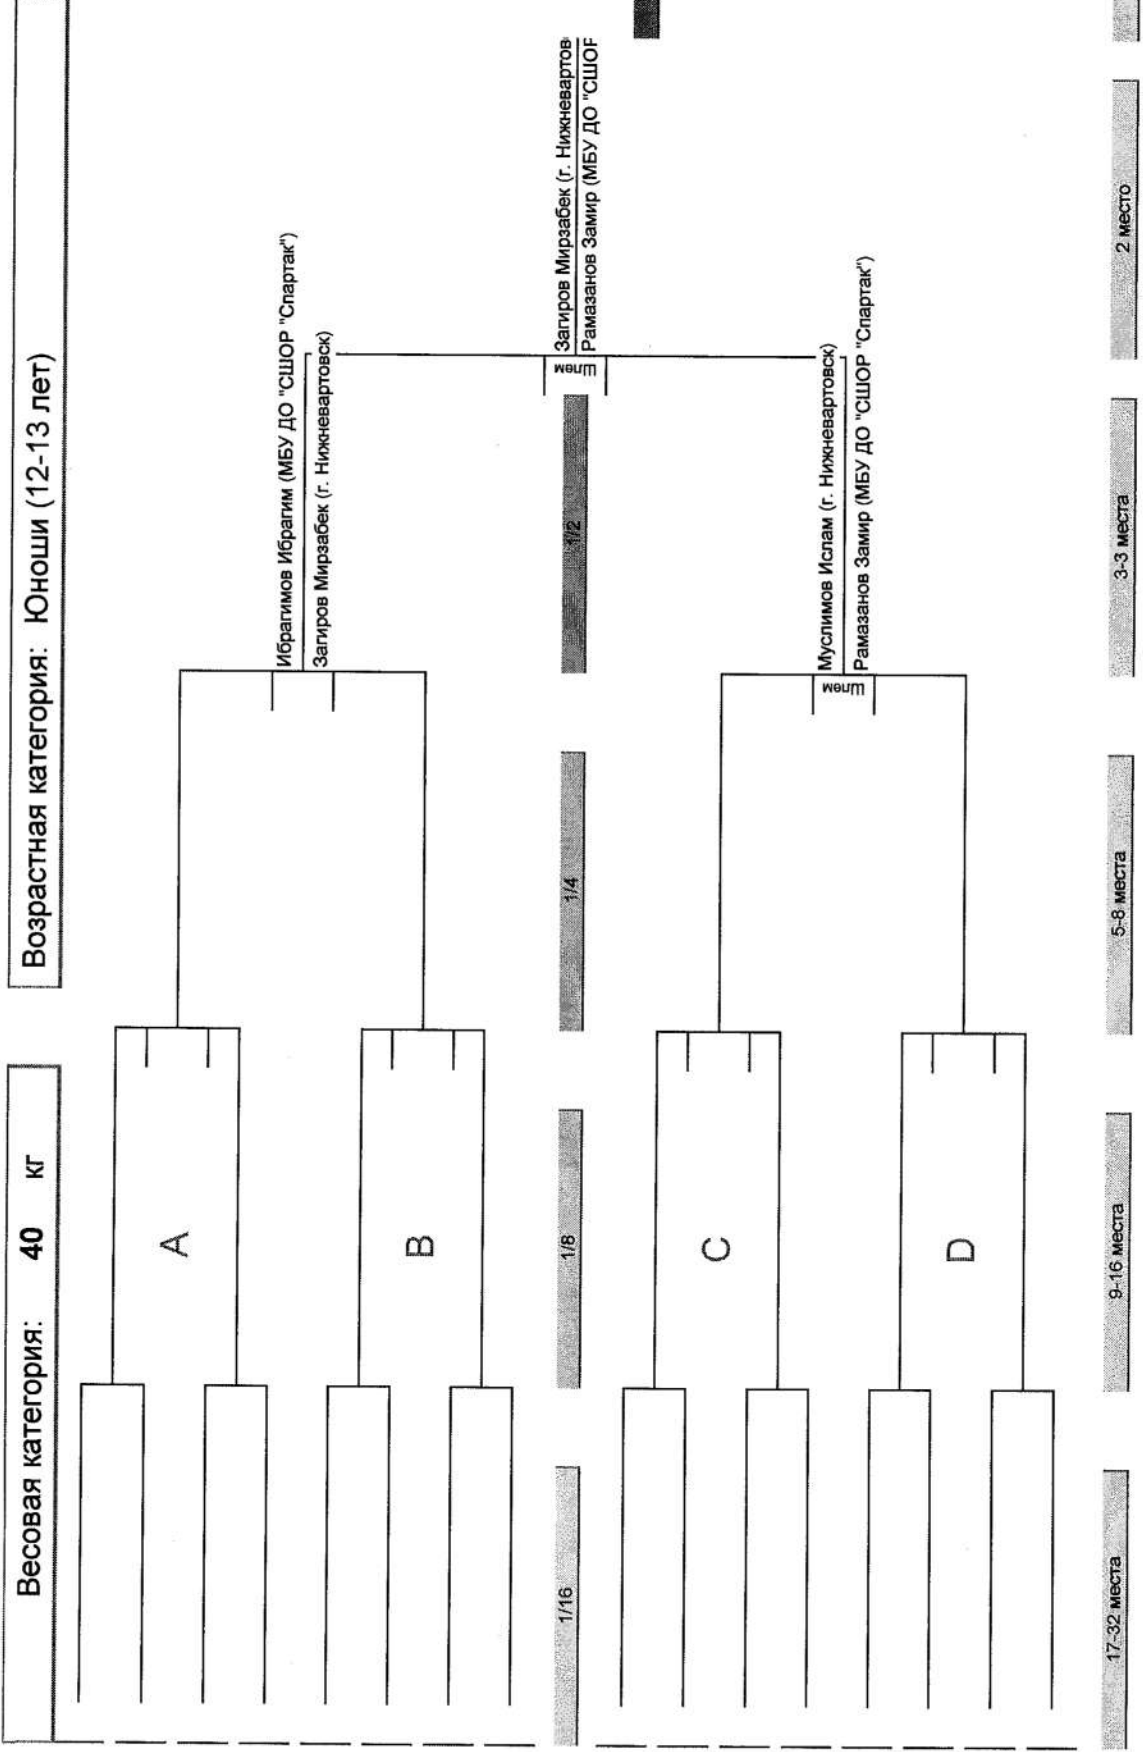 Весовая категория: 40 кг
Возрастная категория: Юноши (12-13 лет)
A
Ибрагимов Ибрагим (МБУ ДО "СШОР "Спартак")
Загиров Мирзабек (г. Нижневартовск)
B
Загиров Мирзабек (г. Нижневартов
Шлем
Рамазанов Замир (МБУ ДО "СШОР
1/16
1/8
1/4
1/2
C
Муслимов Ислам (г. Нижневартовск)
Шлем
Рамазанов Замир (МБУ ДО "СШОР "Спартак")
D
17-32 места
9-16 места
5-8 места
3-3 места
2 место